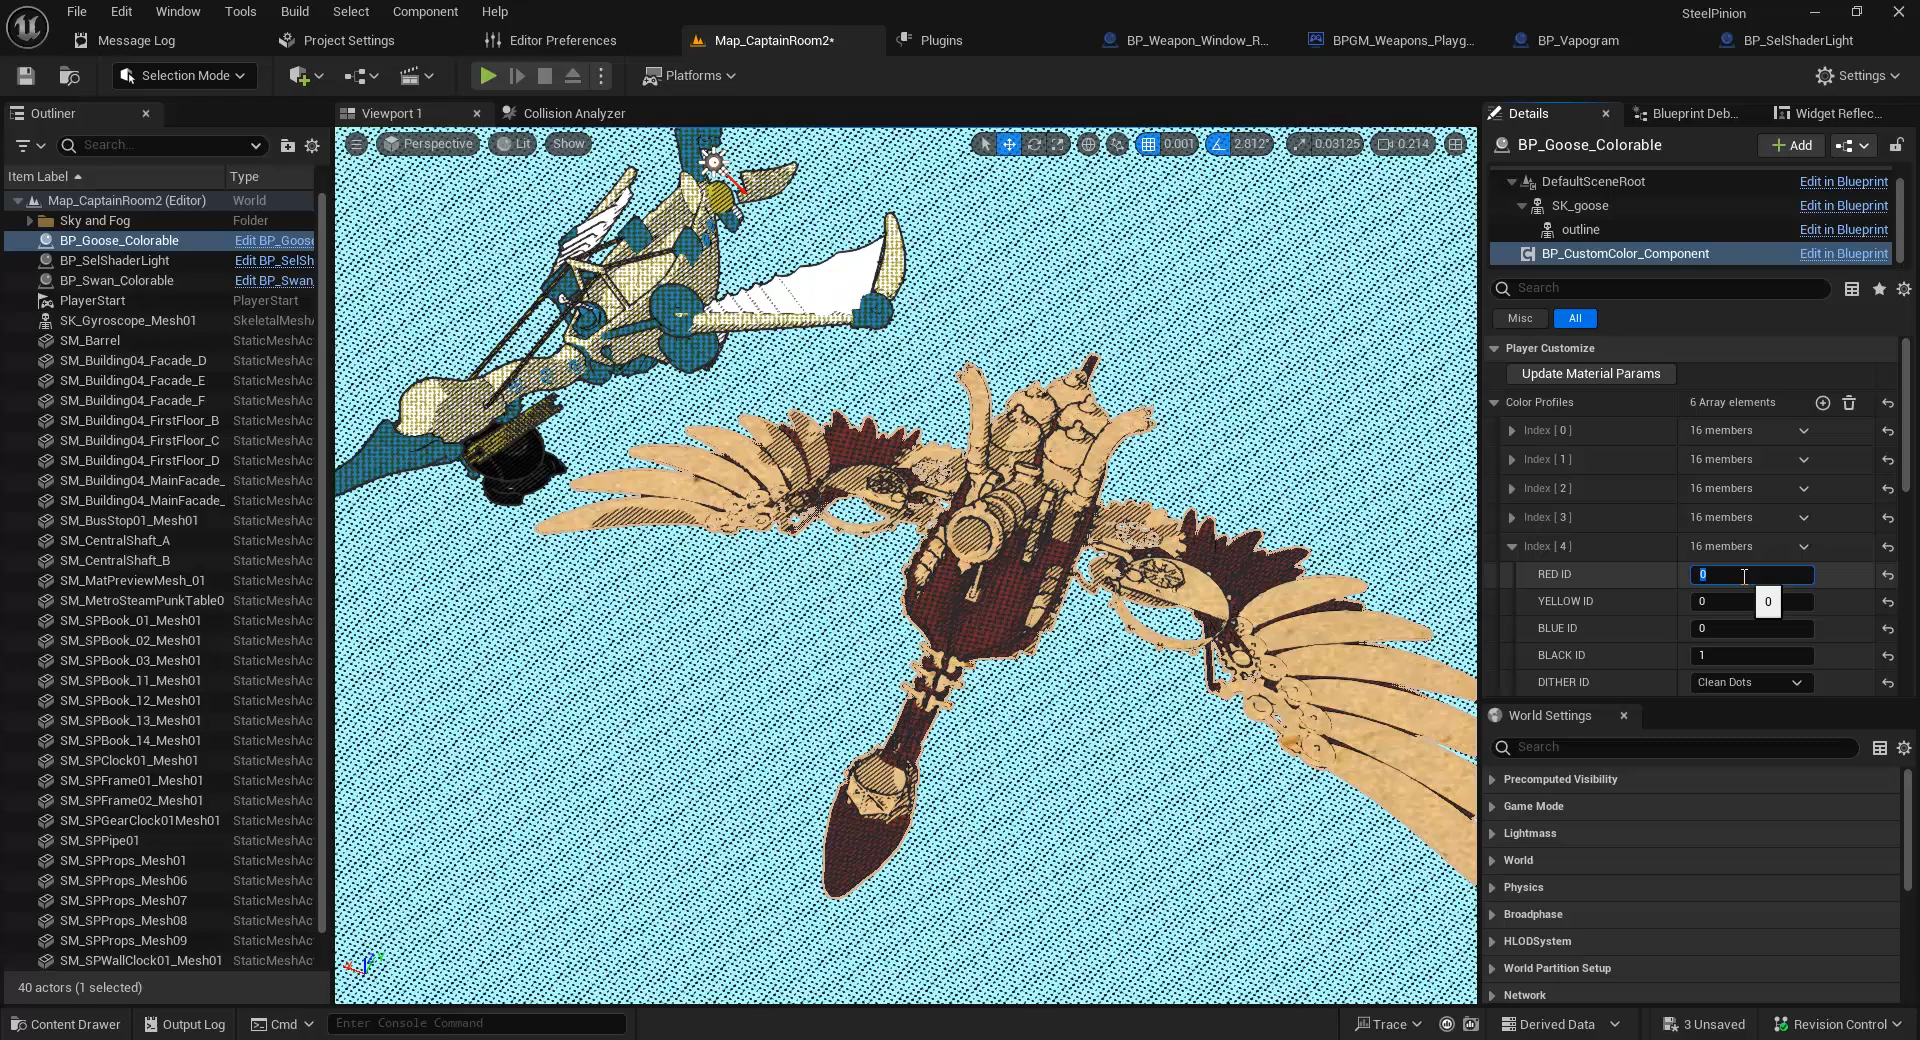 File Edit Window Tools Build Select Component Help
SteelPinion
Message Log
Project Settings
Editor Preferences
Map_CaptainRoom2*
Plugins
BP_Weapon_Window_R...
BPGM_Weapons_Playg...
BP_Vapogram
BP_SelShaderLight
Selection Mode
Platforms
Settings
Outliner
Search...
Item Label Type
Map_CaptainRoom2 (Editor) World
Sky and Fog Folder
BP_Goose_Colorable Edit BP_Goose
BP_SelShaderLight Edit BP_SelSh
BP_Swan_Colorable Edit BP_Swan_
PlayerStart PlayerStart
SK_Gyroscope_Mesh01 SkeletalMeshA
SM_Barrel StaticMeshAc
SM_Building04_Facade_D StaticMeshAc
SM_Building04_Facade_E StaticMeshAc
SM_Building04_Facade_F StaticMeshAc
SM_Building04_FirstFloor_B StaticMeshAc
SM_Building04_FirstFloor_C StaticMeshAc
SM_Building04_FirstFloor_D StaticMeshAc
SM_Building04_MainFacade_ StaticMeshAc
SM_Building04_MainFacade_ StaticMeshAc
SM_BusStop01_Mesh01 StaticMeshAc
SM_CentralShaft_A StaticMeshAc
SM_CentralShaft_B StaticMeshAc
SM_MatPreviewMesh_01 StaticMeshAc
SM_MetroSteamPunkTable0 StaticMeshAc
SM_SPBook_01_Mesh01 StaticMeshAc
SM_SPBook_02_Mesh01 StaticMeshAc
SM_SPBook_03_Mesh01 StaticMeshAc
SM_SPBook_11_Mesh01 StaticMeshAc
SM_SPBook_12_Mesh01 StaticMeshAc
SM_SPBook_13_Mesh01 StaticMeshAc
SM_SPBook_14_Mesh01 StaticMeshAc
SM_SPClock01_Mesh01 StaticMeshAc
SM_SPFrame01_Mesh01 StaticMeshAc
SM_SPFrame02_Mesh01 StaticMeshAc
SM_SPGearClock01Mesh01 StaticMeshAc
SM_SPPipe01 StaticMeshAc
SM_SPProps_Mesh01 StaticMeshAc
SM_SPProps_Mesh06 StaticMeshAc
SM_SPProps_Mesh07 StaticMeshAc
SM_SPProps_Mesh08 StaticMeshAc
SM_SPProps_Mesh09 StaticMeshAc
SM_SPWallClock01_Mesh01 StaticMeshAc
40 actors (1 selected)
Viewport 1
Collision Analyzer
Perspective Lit Show
0.001 2.812° 0.03125 0.214
Details
Blueprint Deb...
Widget Reflec...
BP_Goose_Colorable
Add
DefaultSceneRoot Edit in Blueprint
SK_goose Edit in Blueprint
outline Edit in Blueprint
BP_CustomColor_Component Edit in Blueprint
Search
Misc All
Player Customize
Update Material Params
Color Profiles 6 Array elements
Index [ 0 ] 16 members
Index [ 1 ] 16 members
Index [ 2 ] 16 members
Index [ 3 ] 16 members
Index [ 4 ] 16 members
RED ID 0
YELLOW ID 0
0
BLUE ID 0
BLACK ID 1
DITHER ID Clean Dots
World Settings
Search
Precomputed Visibility
Game Mode
Lightmass
World
Physics
Broadphase
HLODSystem
World Partition Setup
Network
Content Drawer
Output Log
Cmd
Enter Console Command
Trace
Derived Data
3 Unsaved
Revision Control